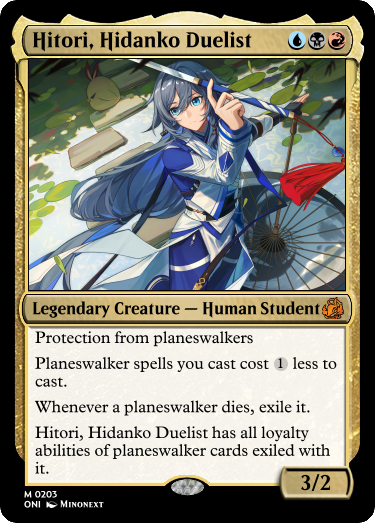 Hitori, Hidanko Duelist
Legendary Creature — Human Student
Protection from planeswalkers
Planeswalker spells you cast cost 1 less to
cast.
Whenever a planeswalker dies, exile it.
Hitori, Hidanko Duelist has all loyalty
abilities of planeswalker cards exiled with
it.
3/2
M 0203
ONI Minonext